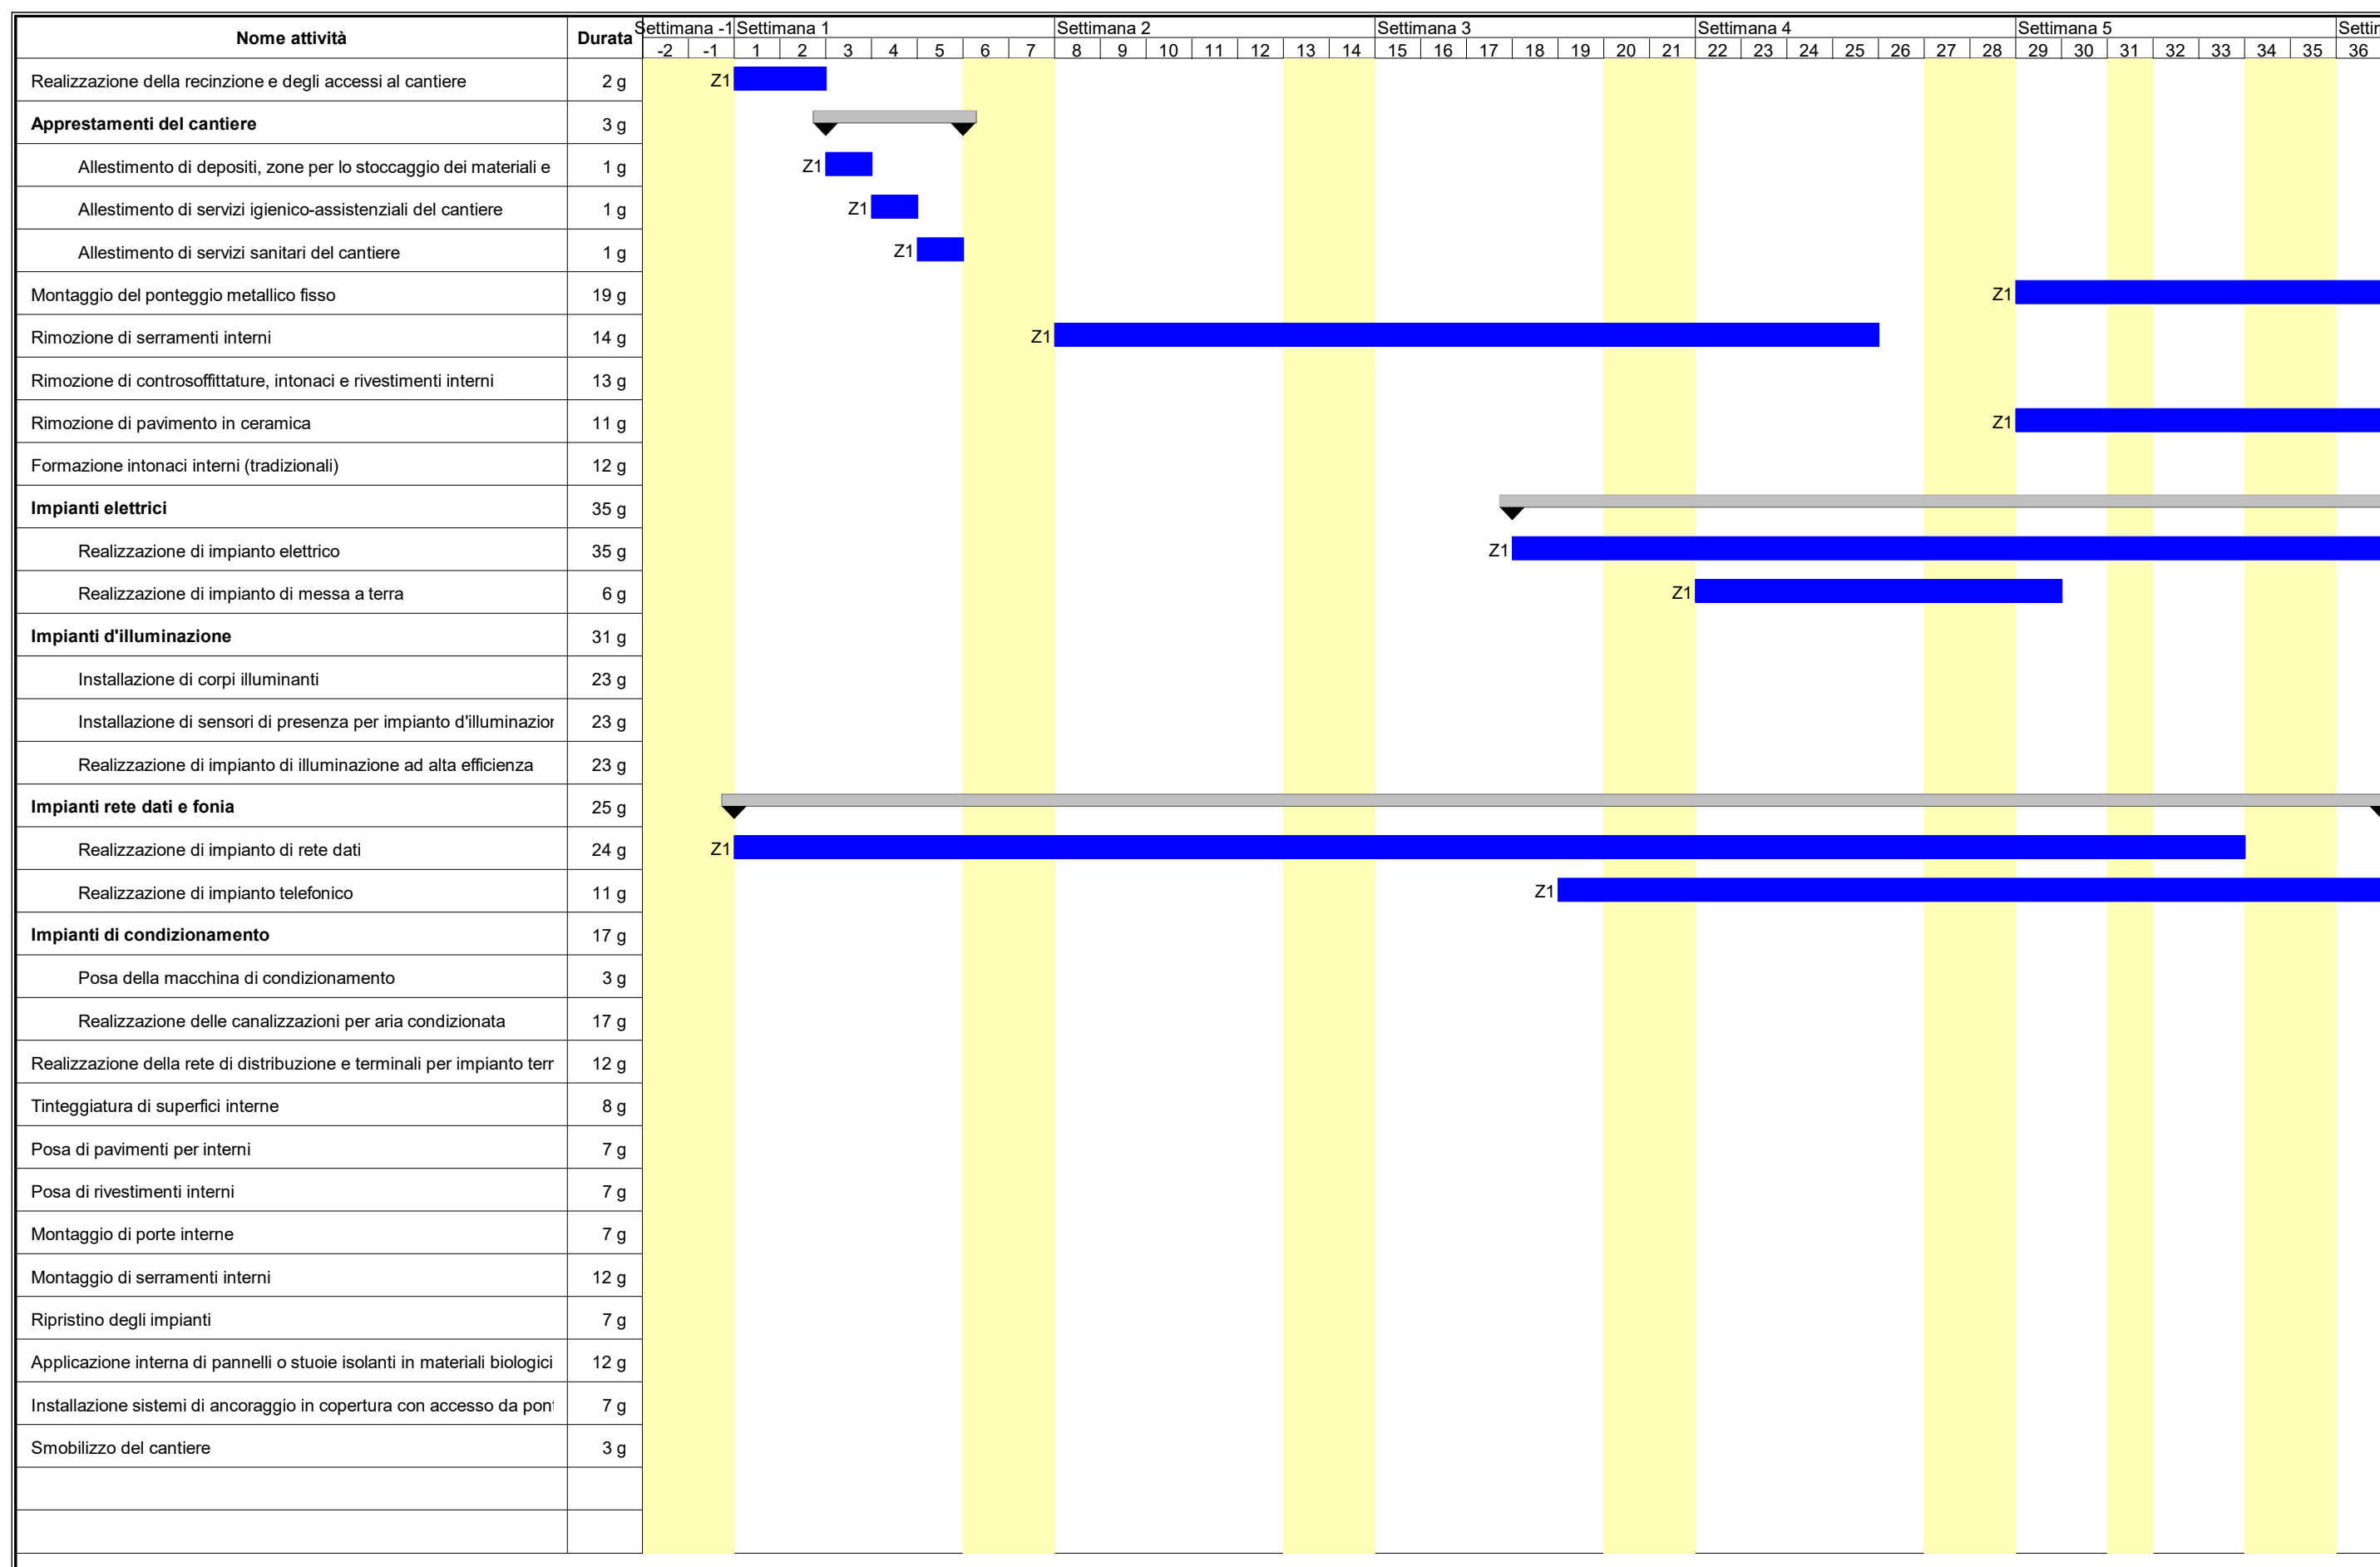 Nome attività Durata Settimana -1 Settimana 1 Settimana 2 Settimana 3 Settimana 4 Settimana 5
-2 -1 1 2 3 4 5 6 7 8 9 10 11 12 13 14 15 16 17 18 19 20 21 22 23 24 25 26 27 28 29 30 31 32 33 34 35 36
Realizzazione della recinzione e degli accessi al cantiere 2 g Z1
Apprestamenti del cantiere 3 g
Allestimento di depositi, zone per lo stoccaggio dei materiali e 1 g Z1
Allestimento di servizi igienico-assistenziali del cantiere 1 g Z1
Allestimento di servizi sanitari del cantiere 1 g Z1
Montaggio del ponteggio metallico fisso 19 g Z1
Rimozione di serramenti interni 14 g Z1
Rimozione di controsoffittature, intonaci e rivestimenti interni 13 g
Rimozione di pavimento in ceramica 11 g Z1
Formazione intonaci interni (tradizionali) 12 g
Impianti elettrici 35 g
Realizzazione di impianto elettrico 35 g Z1
Realizzazione di impianto di messa a terra 6 g Z1
Impianti d'illuminazione 31 g
Installazione di corpi illuminanti 23 g
Installazione di sensori di presenza per impianto 23 g
Realizzazione di impianto di illuminazione ad alta efficienza 23 g
Impianti rete dati e fonia 25 g
Realizzazione di impianto di rete dati 24 g Z1
Realizzazione di impianto telefonico 11 g Z1
Impianti di condizionamento 17 g
Posa della macchina di condizionamento 3 g
Realizzazione delle canalizzazioni per aria condizionata 17 g
Realizzazione della rete di distribuzione e terminali per impianto 12 g
Tinteggiatura di superfici interne 8 g
Posa di pavimenti per interni 7 g
Posa di rivestimenti interni 7 g
Montaggio di porte interne 7 g
Montaggio di serramenti interni 12 g
Ripristino degli impianti 7 g
Applicazione interna di pannelli o stuoie isolanti in materiali biologici 12 g
Installazione sistemi di ancoraggio in copertura con accesso da 7 g
Smobilizzo del cantiere 3 g